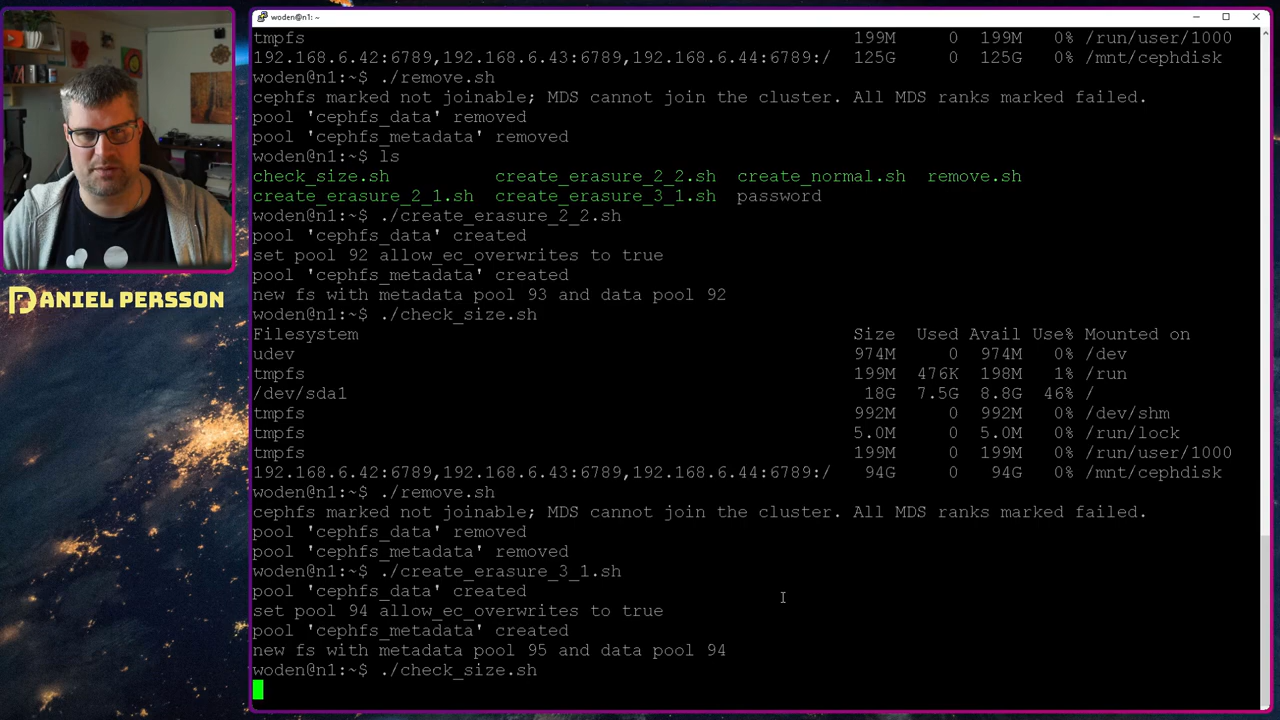 woden@n1: ~
tmpfs 199M 0 199M 0% /run/user/1000
192.168.6.42:6789,192.168.6.43:6789,192.168.6.44:6789:/ 125G 0 125G 0% /mnt/cephdisk
woden@n1:~$ ./remove.sh
cephfs marked not joinable; MDS cannot join the cluster. All MDS ranks marked failed.
pool 'cephfs_data' removed
pool 'cephfs_metadata' removed
woden@n1:~$ ls
check_size.sh create_erasure_2_2.sh create_normal.sh remove.sh
create_erasure_2_1.sh create_erasure_3_1.sh password
woden@n1:~$ ./create_erasure_2_2.sh
pool 'cephfs_data' created
set pool 92 allow_ec_overwrites to true
pool 'cephfs_metadata' created
new fs with metadata pool 93 and data pool 92
woden@n1:~$ ./check_size.sh
Filesystem Size Used Avail Use% Mounted on
udev 974M 0 974M 0% /dev
tmpfs 199M 476K 198M 1% /run
/dev/sda1 18G 7.5G 8.8G 46% /
tmpfs 992M 0 992M 0% /dev/shm
tmpfs 5.0M 0 5.0M 0% /run/lock
tmpfs 199M 0 199M 0% /run/user/1000
192.168.6.42:6789,192.168.6.43:6789,192.168.6.44:6789:/ 94G 0 94G 0% /mnt/cephdisk
woden@n1:~$ ./remove.sh
cephfs marked not joinable; MDS cannot join the cluster. All MDS ranks marked failed.
pool 'cephfs_data' removed
pool 'cephfs_metadata' removed
woden@n1:~$ ./create_erasure_3_1.sh
pool 'cephfs_data' created
set pool 94 allow_ec_overwrites to true
pool 'cephfs_metadata' created
new fs with metadata pool 95 and data pool 94
woden@n1:~$ ./check_size.sh
DANIEL PERSSON